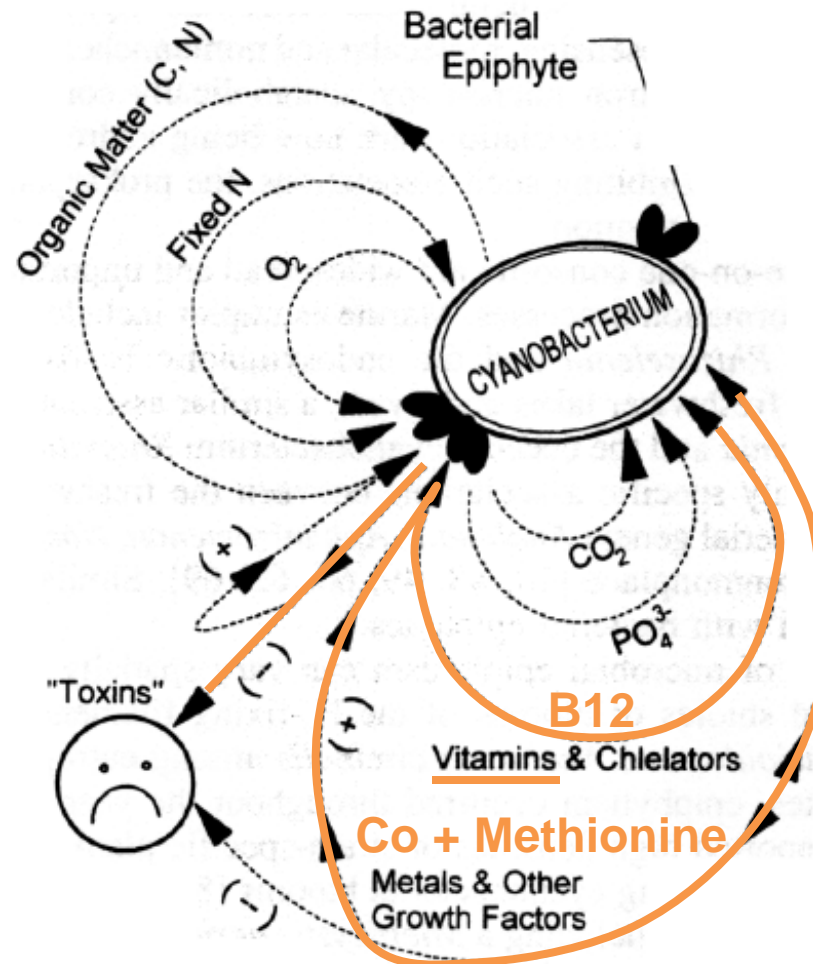 Bacterial
Epiphyte
Organic Matter (C, N)
Fixed N
O2
CYANOBACTERIUM
(+)
CO2
PO4 3-
"Toxins"
(-)
(+)
B12
Vitamins & Chlelators
Co + Methionine
Metals & Other
Growth Factors
(-)